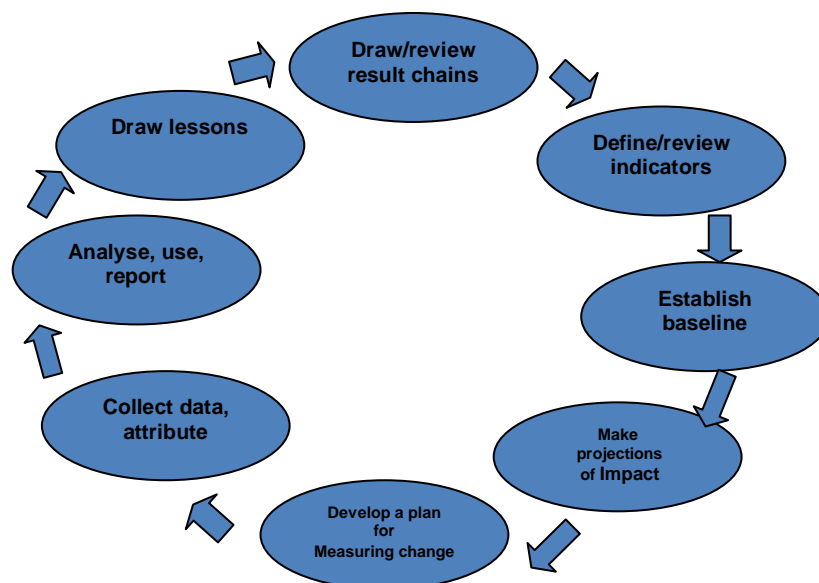 Draw/review
result chains
Define/review
indicators
Establish
baseline
Make
projections
of Impact
Develop a plan
for
Measuring change
Collect data,
attribute
Analyse, use,
report
Draw lessons